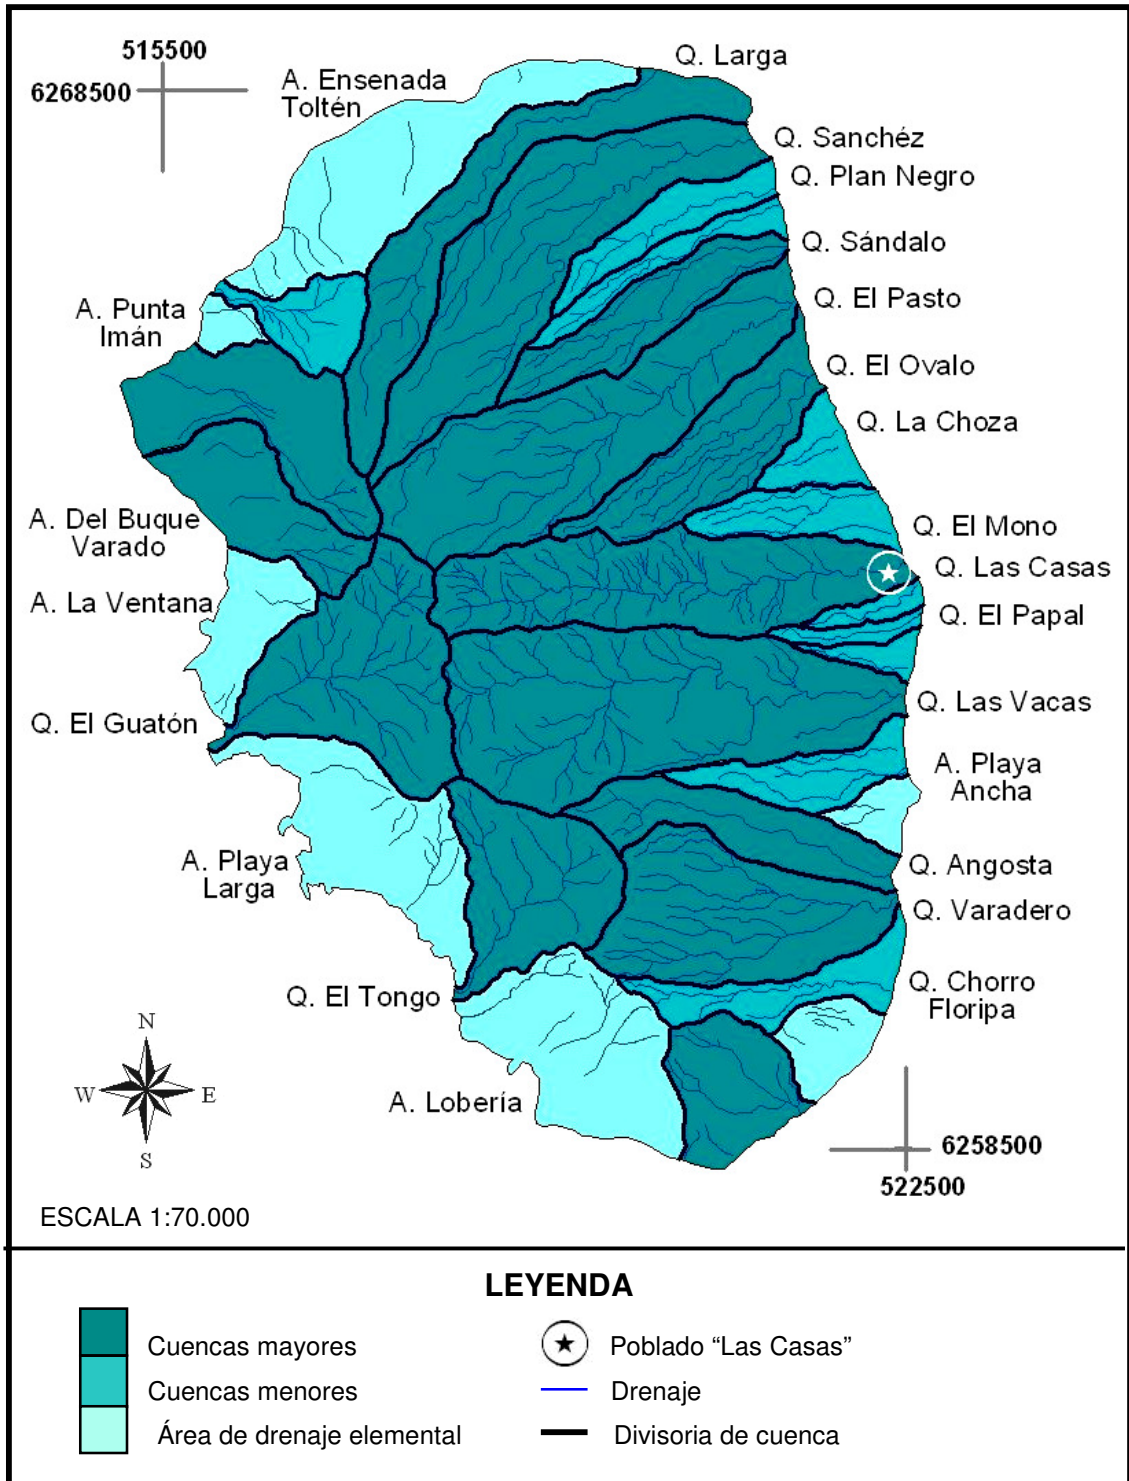 515500
6268500
Q. Larga
A. Ensenada
Toltén
Q. Sanchéz
Q. Plan Negro
Q. Sándalo
Q. El Pasto
A. Punta
Imán
Q. El Ovalo
Q. La Choza
A. Del Buque
Varado
Q. El Mono
Q. Las Casas
A. La Ventana
Q. El Papal
Q. Las Vacas
Q. El Guatón
A. Playa
Ancha
A. Playa
Larga
Q. Angosta
Q. Varadero
Q. El Tongo
Q. Chorro
Floripa
N
W
E
S
A. Lobería
6258500
522500
ESCALA 1:70.000
LEYENDA
Cuencas mayores
Poblado “Las Casas”
Cuencas menores
Drenaje
Área de drenaje elemental
Divisoria de cuenca